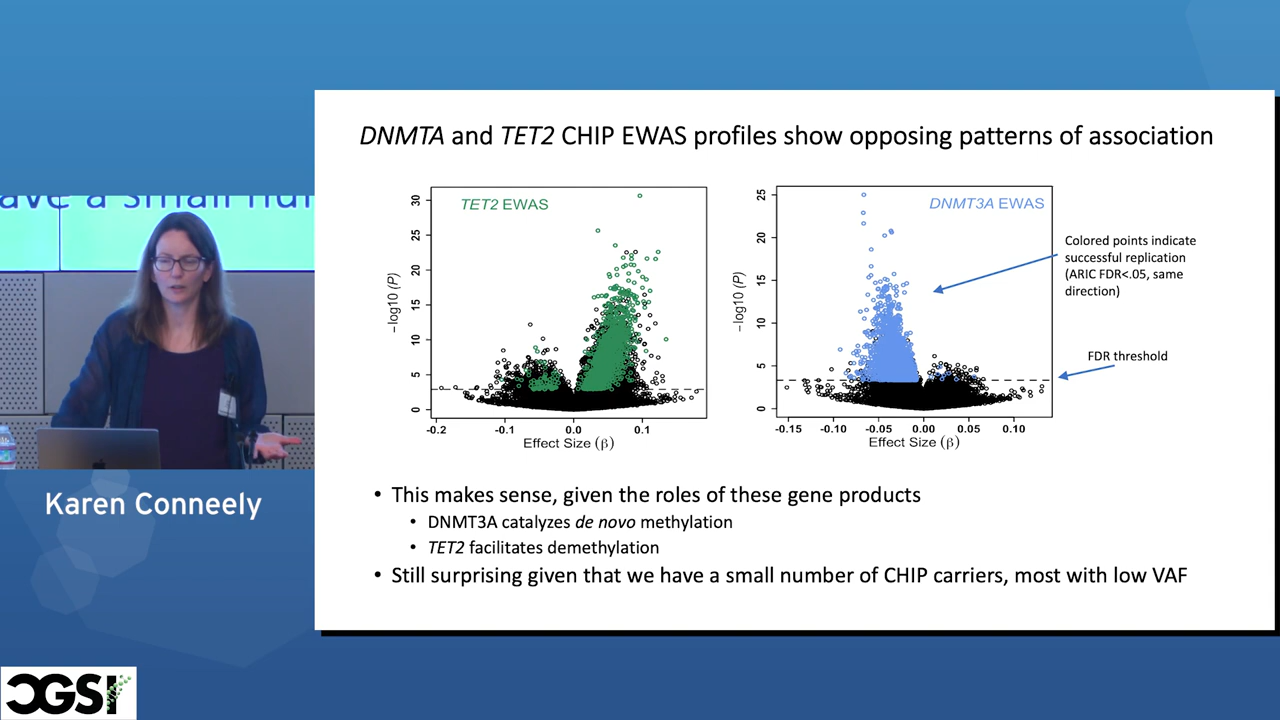 DNMTA and TET2 CHIP EWAS profiles show opposing patterns of association
ave a small nur
TET2 EWAS
30
25
20
15
10
5
0
−log10 (P)
-0.2 -0.1 0.0 0.1
Effect Size (β)
DNMT3A EWAS
25
20
15
10
5
0
−log10 (P)
-0.15 -0.10 -0.05 0.00 0.05 0.10
Effect Size (β)
Colored points indicate
successful replication
(ARIC FDR<.05, same
direction)
FDR threshold
• This makes sense, given the roles of these gene products
• DNMT3A catalyzes de novo methylation
• TET2 facilitates demethylation
• Still surprising given that we have a small number of CHIP carriers, most with low VAF
Karen Conneely
CGSI